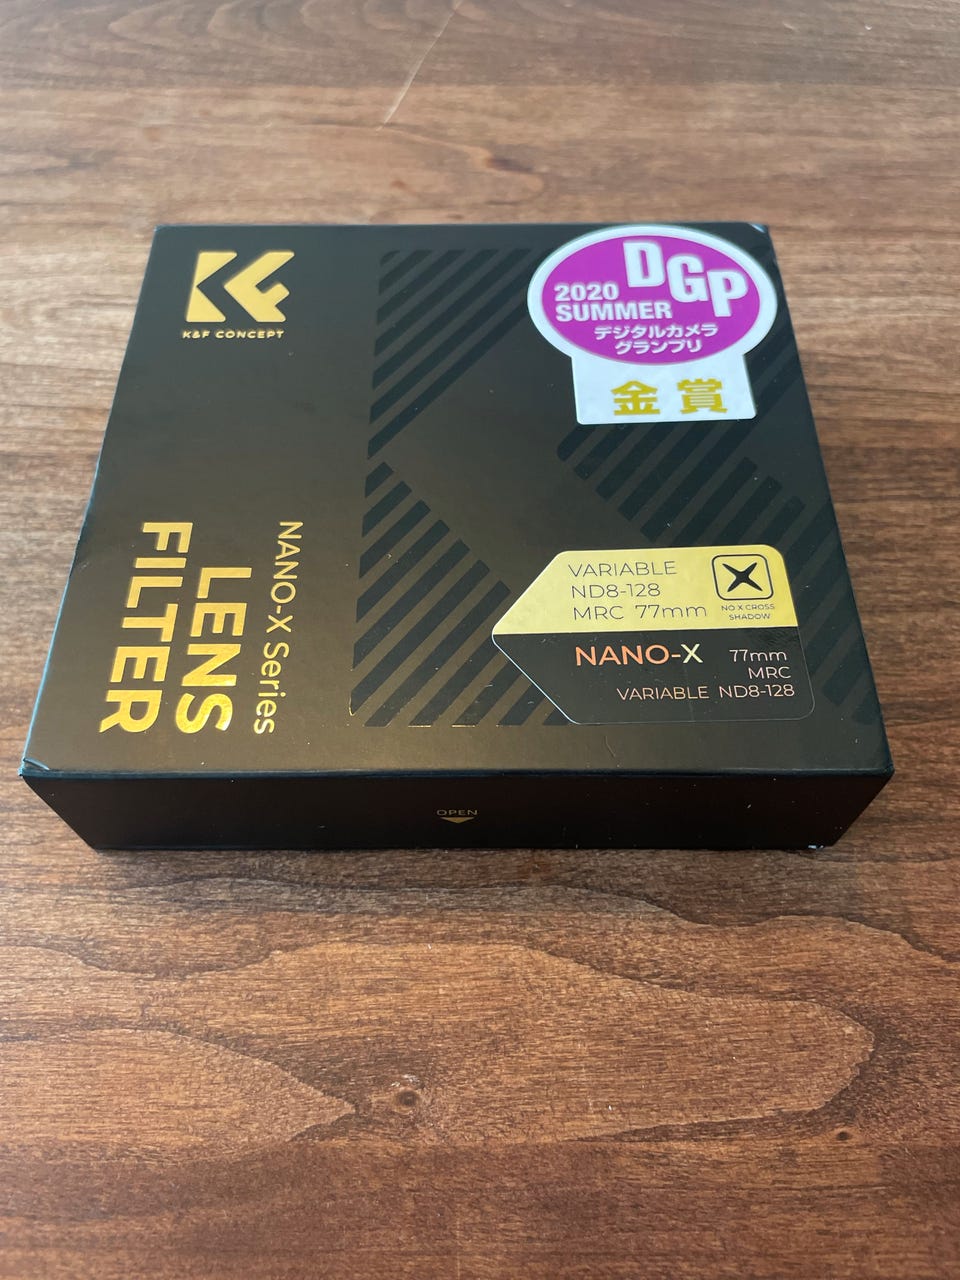 K&F CONCEPT
DGP
2020
SUMMER
デジタルカメラ
グランプリ
金賞
NANO-X Series
LENS
FILTER
VARIABLE
ND8-128
MRC 77mm
NO X CROSS
SHADOW
NANO-X
77mm
MRC
VARIABLE ND8-128
OPEN